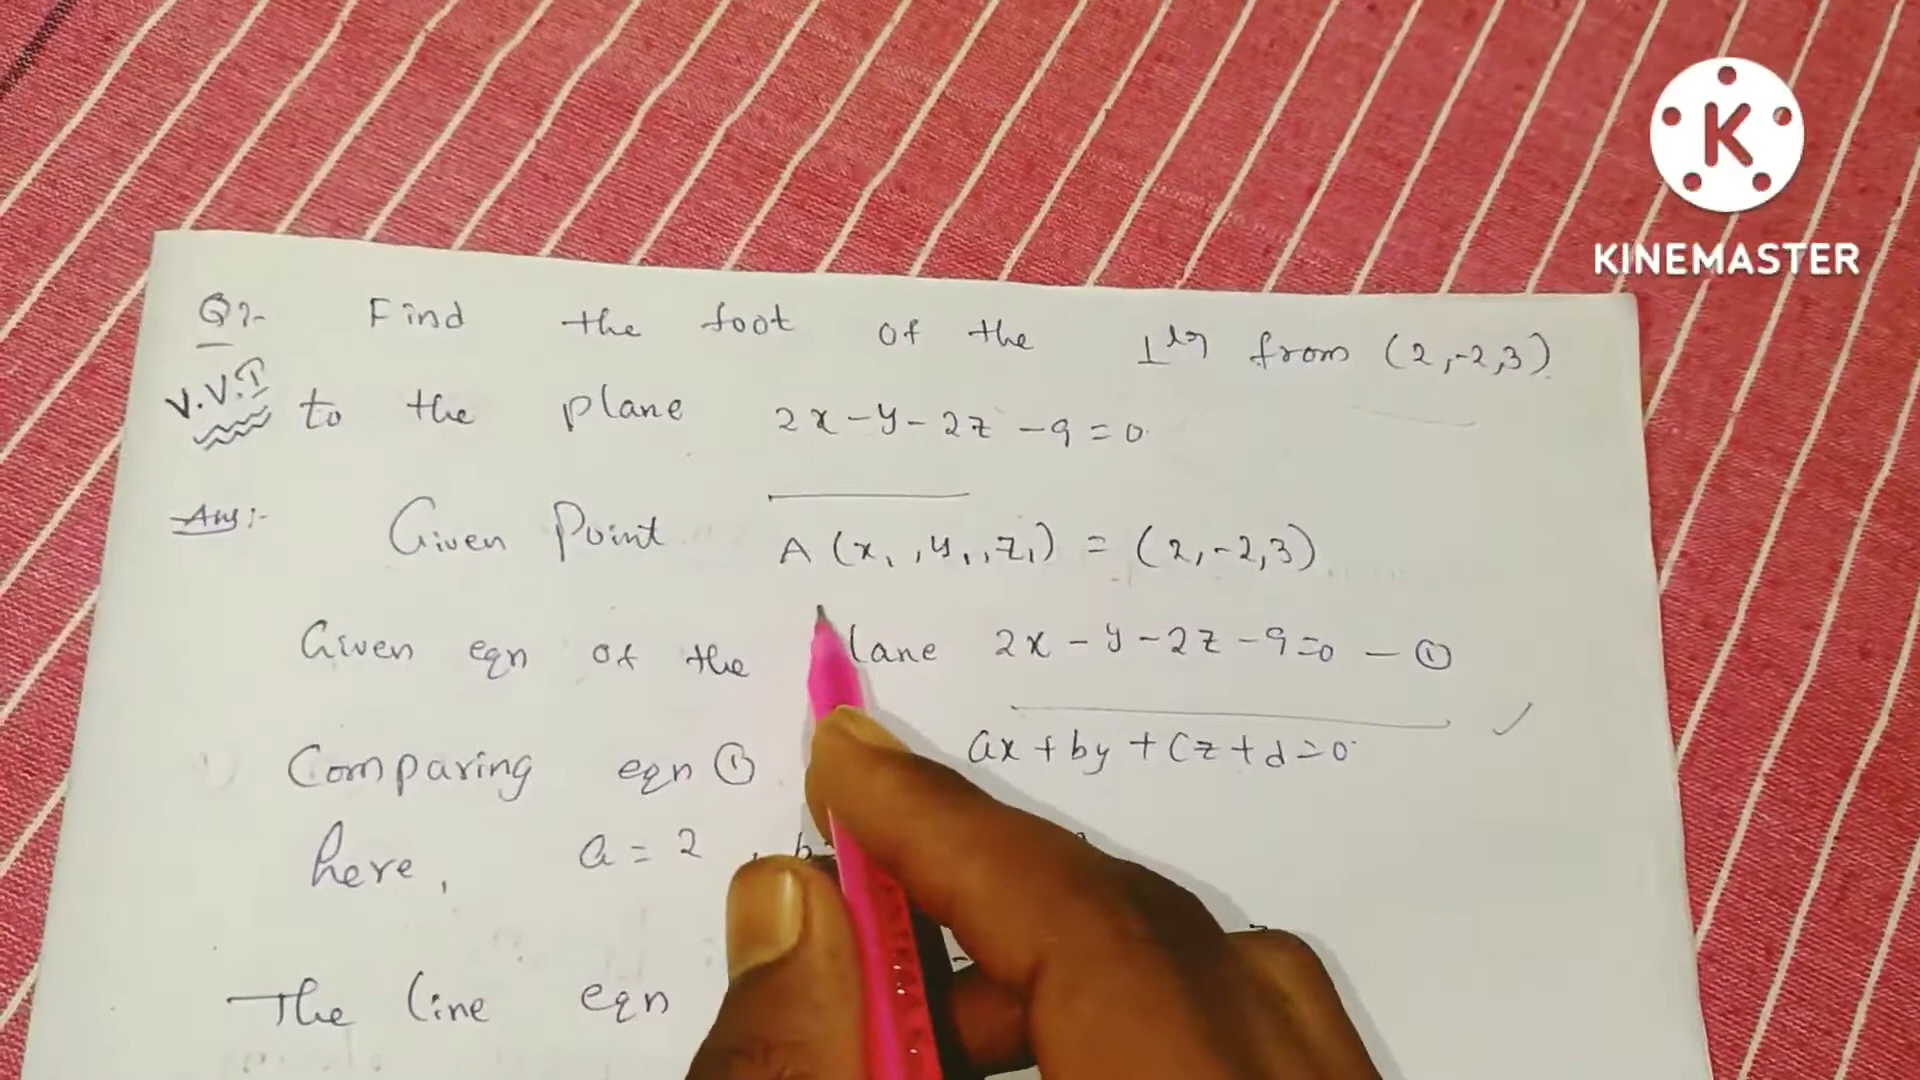 K
KINEMASTER
Q:- Find the foot of the ⊥ler from (2,-2,3)
V.V.I to the plane 2x-y-2z-9=0
Ans:- Given Point A(x₁,y₁,z₁) = (2,-2,3)
Given eqn of the lane 2x-y-2z-9=0 — ①
Comparing eqn ① ax+by+cz+d=0
here, a=2, b
The line eqn